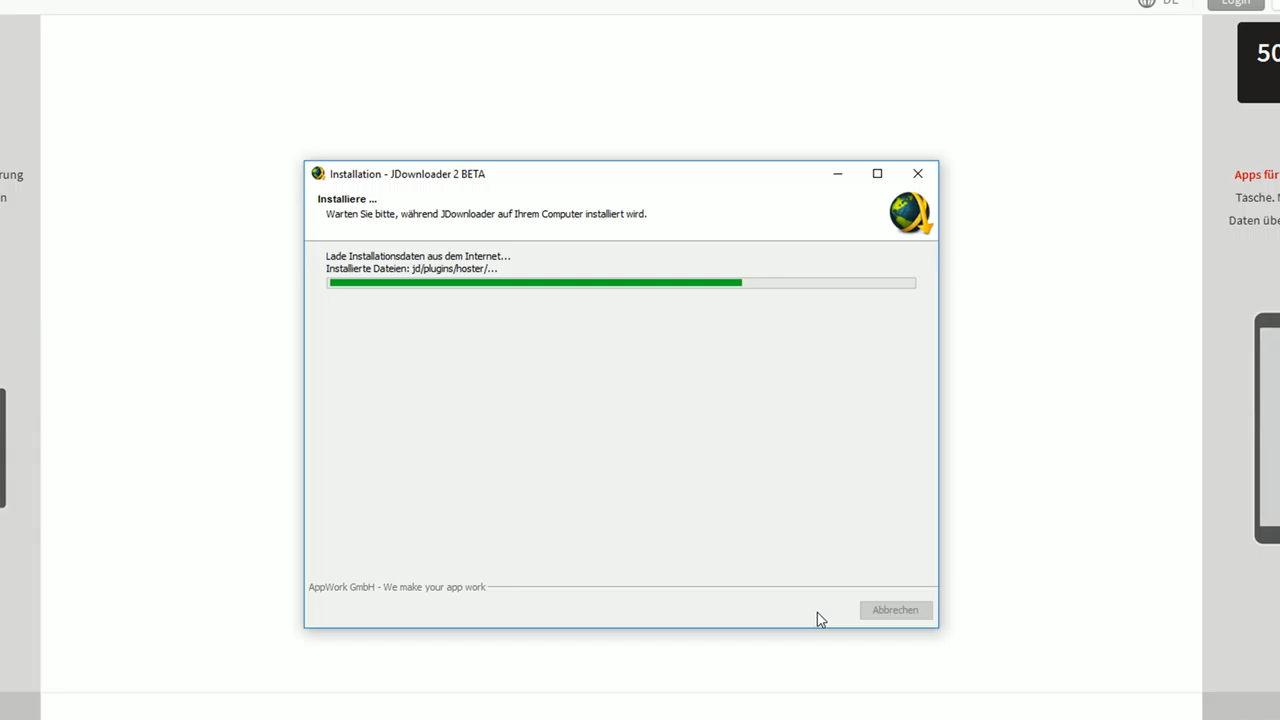 Login
50
rung
n
Apps für
Tasche.
Daten übe
Installation - JDownloader 2 BETA
Installiere ...
Warten Sie bitte, während JDownloader auf Ihrem Computer installiert wird.
Lade Installationsdaten aus dem Internet...
Installierte Dateien: jd/plugins/hoster/...
AppWork GmbH - We make your app work
Abbrechen